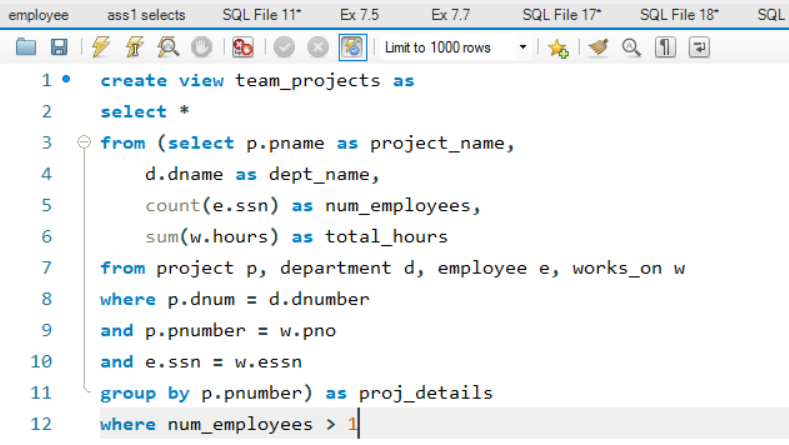 employee ass1 selects SQL File 11* Ex 7.5 Ex 7.7 SQL File 17* SQL File 18* SQL
Limit to 1000 rows
1 create view team_projects as
2 select *
3 from (select p.pname as project_name,
4 d.dname as dept_name,
5 count(e.ssn) as num_employees,
6 sum(w.hours) as total_hours
7 from project p, department d, employee e, works_on w
8 where p.dnum = d.dnumber
9 and p.pnumber = w.pno
10 and e.ssn = w.essn
11 group by p.pnumber) as proj_details
12 where num_employees > 1